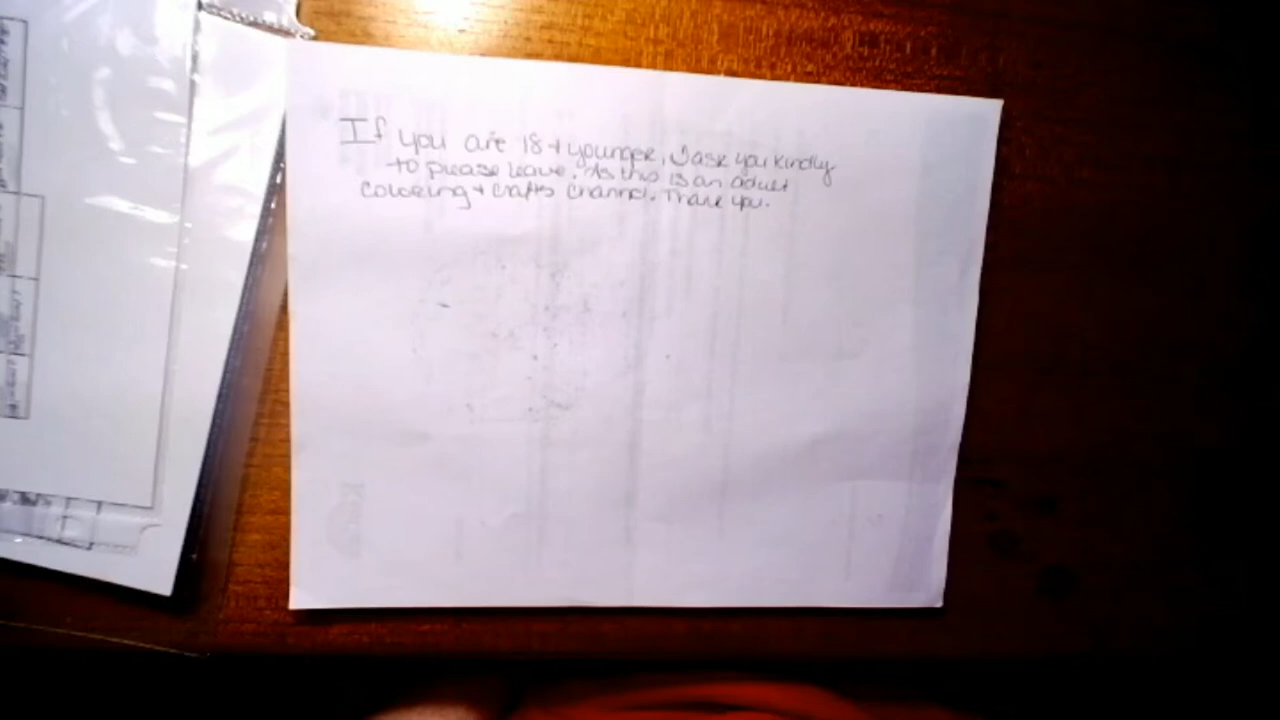 If you are 18 + younger, I ask you kindly
to please leave. As this is an adult
coloring + crafts channel. Thank you.